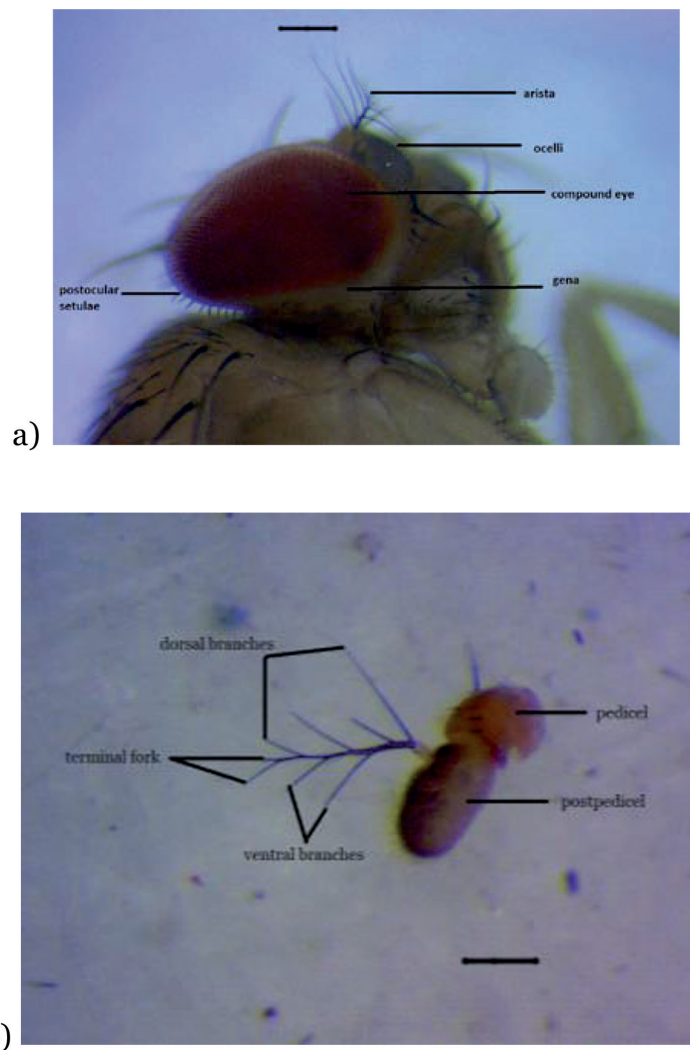 arista
ocelli
compound eye
gena
postocular
setulae
a)
dorsal branches
pedicel
terminal fork
postpedicel
ventral branches
)